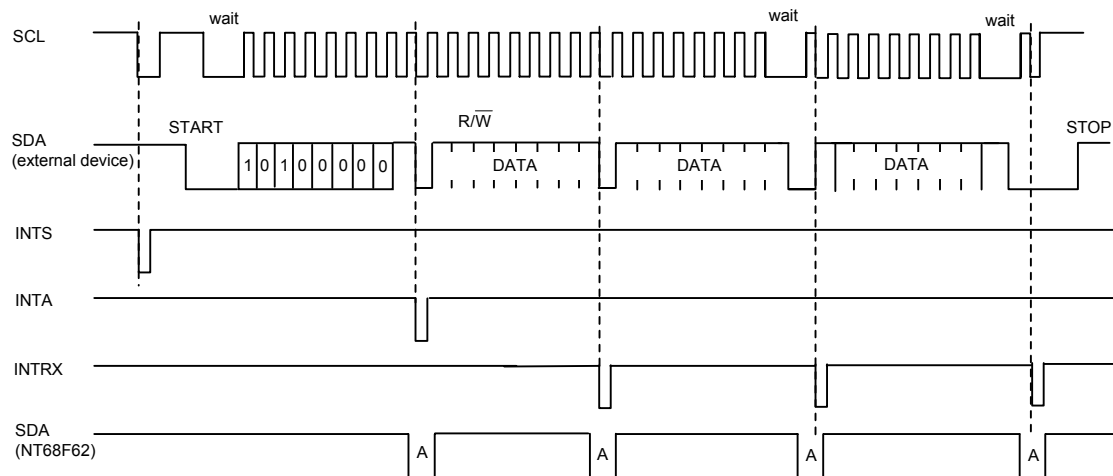 wait wait wait
SCL
R/W
START STOP
SDA
(external device)
1 0 1 0 0 0 0 0 DATA DATA DATA
INTS
INTA
INTRX
SDA
(NT68F62)
A A A A